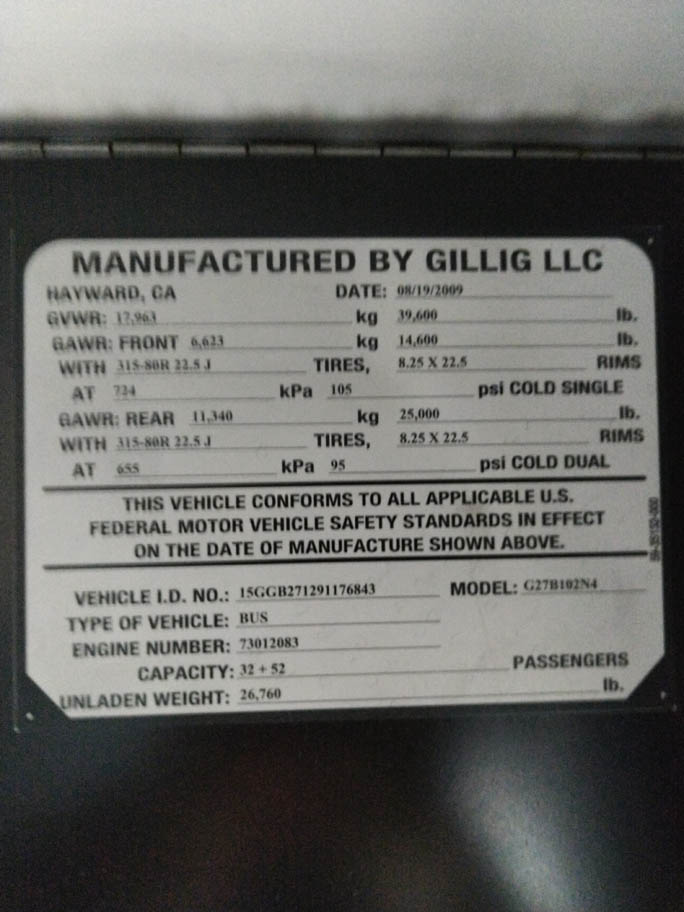 MANUFACTURED BY GILLIG LLC
HAYWARD, CA DATE: 08/19/2009
GVWR: 17,963 kg 39,600 lb.
GAWR: FRONT 6,623 kg 14,600 lb.
WITH 315-80R 22.5 J TIRES, 8.25 X 22.5 RIMS
AT 724 kPa 105 psi COLD SINGLE
GAWR: REAR 11,340 kg 25,000 lb.
WITH 315-80R 22.5 J TIRES, 8.25 X 22.5 RIMS
AT 655 kPa 95 psi COLD DUAL
THIS VEHICLE CONFORMS TO ALL APPLICABLE U.S.
FEDERAL MOTOR VEHICLE SAFETY STANDARDS IN EFFECT
ON THE DATE OF MANUFACTURE SHOWN ABOVE.
VEHICLE I.D. NO.: 15GGB271291176843 MODEL: G27B102N4
TYPE OF VEHICLE: BUS
ENGINE NUMBER: 73012083
CAPACITY: 32 + 52 PASSENGERS
UNLADEN WEIGHT: 26,760 lb.